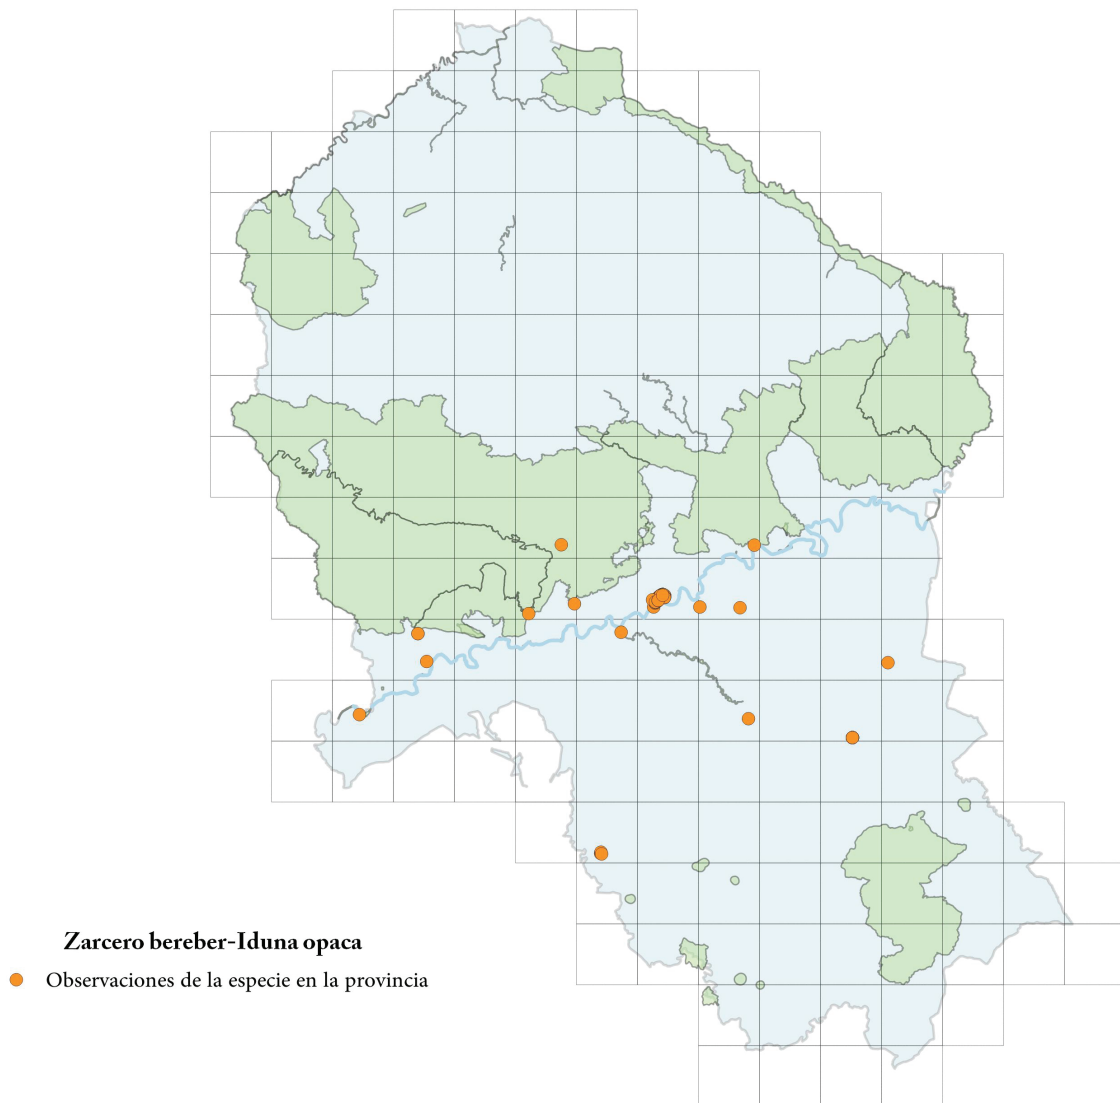 Zarcero bereber-Iduna opaca
Observaciones de la especie en la provincia